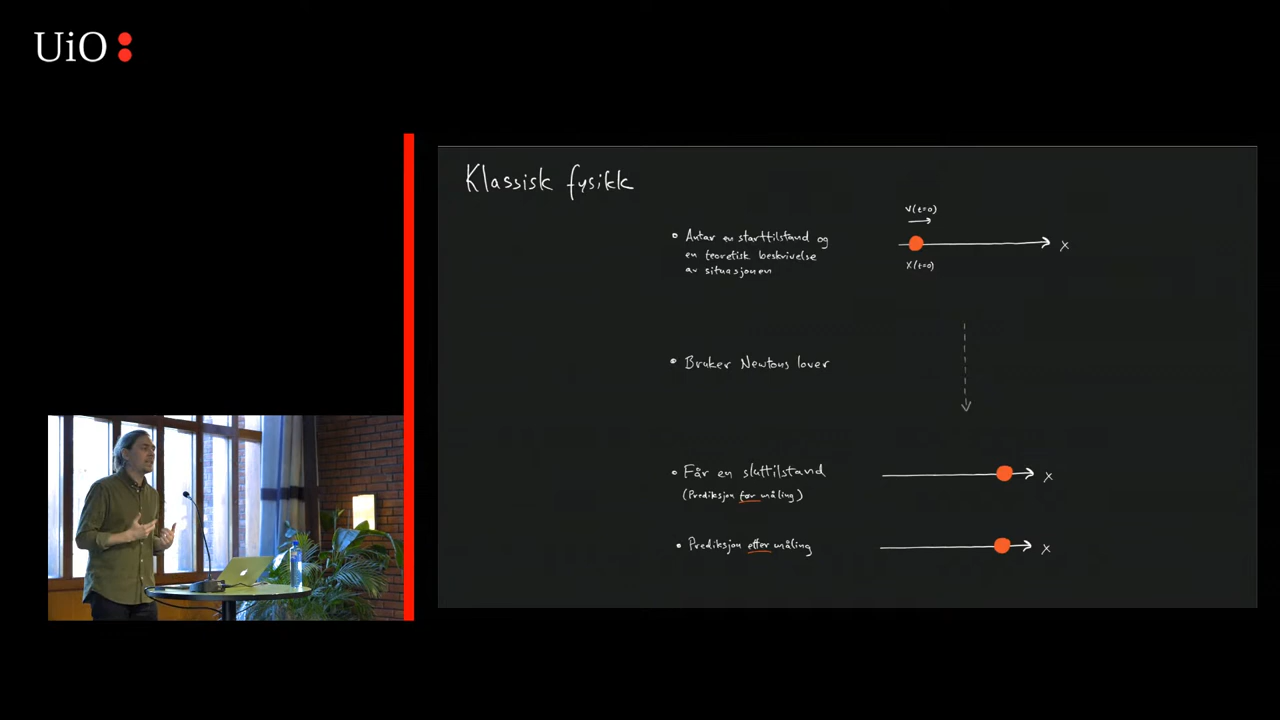 UiO
Klassisk fysikk
• Antar en starttilstand og
en teoretisk beskrivelse
av situasjonen
v(t=0)
x
x(t=0)
• Bruker Newtons lover
• Får en sluttilstand
(Prediksjon før måling)
x
• Prediksjon etter måling
x